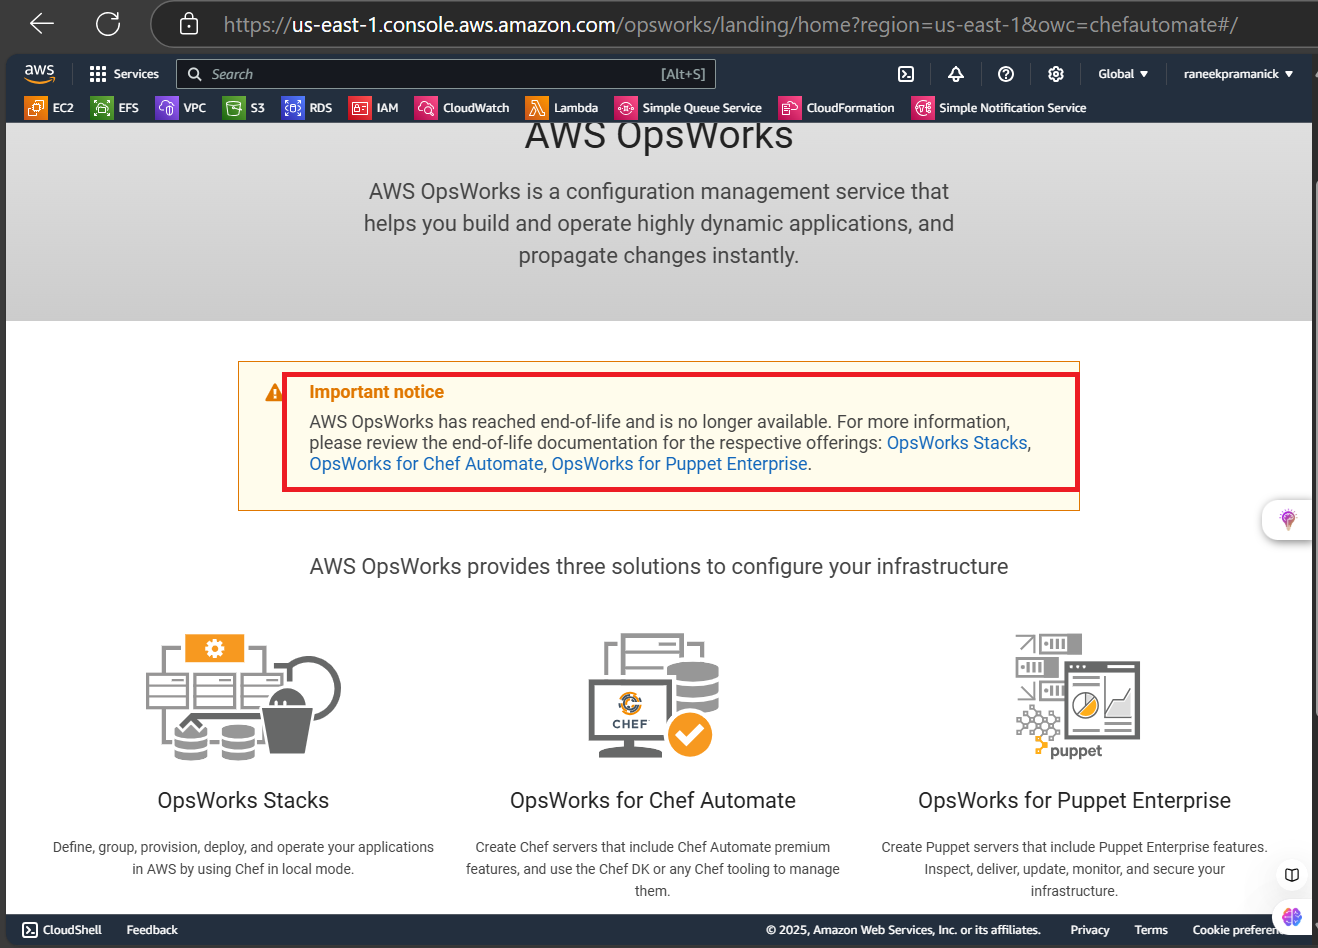 https://us-east-1.console.aws.amazon.com/opsworks/landing/home?region=us-east-1&owc=chefautomate#/
aws
Services
Search
[Alt+S]
Global
raneekpramanick
EC2
EFS
VPC
S3
RDS
IAM
CloudWatch
Lambda
Simple Queue Service
CloudFormation
Simple Notification Service
AWS OpsWorks
AWS OpsWorks is a configuration management service that
helps you build and operate highly dynamic applications, and
propagate changes instantly.
Important notice
AWS OpsWorks has reached end-of-life and is no longer available. For more information,
please review the end-of-life documentation for the respective offerings: OpsWorks Stacks,
OpsWorks for Chef Automate, OpsWorks for Puppet Enterprise.
AWS OpsWorks provides three solutions to configure your infrastructure
CHEF
puppet
OpsWorks Stacks
Define, group, provision, deploy, and operate your applications
in AWS by using Chef in local mode.
OpsWorks for Chef Automate
Create Chef servers that include Chef Automate premium
features, and use the Chef DK or any Chef tooling to manage
them.
OpsWorks for Puppet Enterprise
Create Puppet servers that include Puppet Enterprise features.
Inspect, deliver, update, monitor, and secure your
infrastructure.
CloudShell
Feedback
© 2025, Amazon Web Services, Inc. or its affiliates.
Privacy
Terms
Cookie preferen